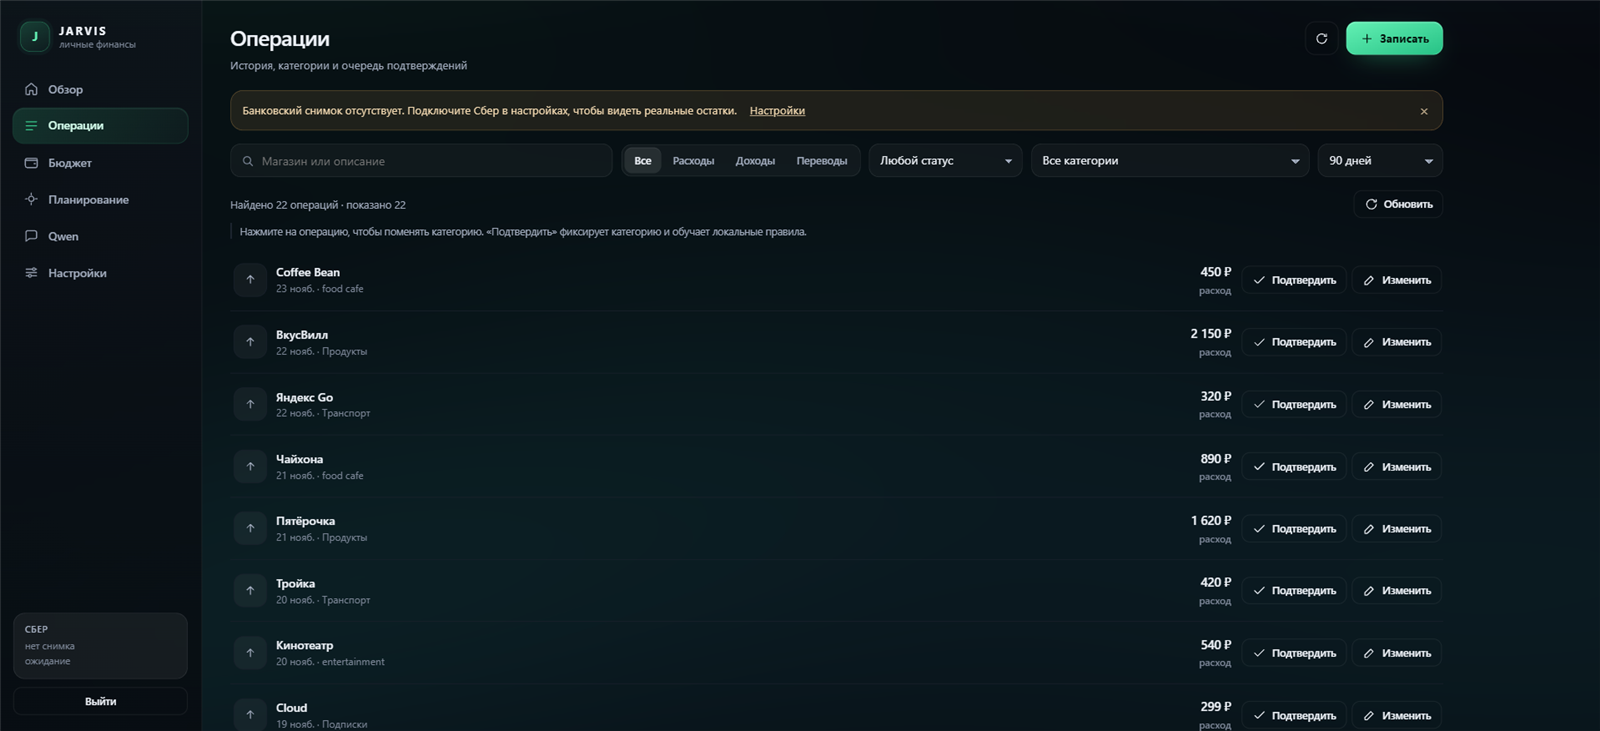 J
JARVIS
личные финансы
Обзор
Операции
Бюджет
Планирование
Qwen
Настройки
СБЕР
нет снимка
ожидание
Выйти
Операции
История, категории и очередь подтверждений
+ Записать
Банковский снимок отсутствует. Подключите Сбер в настройках, чтобы видеть реальные остатки. Настройки ×
Магазин или описание Все Расходы Доходы Переводы Любой статус Все категории 90 дней
Найдено 22 операций · показано 22 Обновить
Нажмите на операцию, чтобы поменять категорию. «Подтвердить» фиксирует категорию и обучает локальные правила.
Coffee Bean
23 нояб. · food cafe
450 ₽
расход
Подтвердить Изменить
ВкусВилл
22 нояб. · Продукты
2 150 ₽
расход
Подтвердить Изменить
Яндекс Go
22 нояб. · Транспорт
320 ₽
расход
Подтвердить Изменить
Чайхона
21 нояб. · food cafe
890 ₽
расход
Подтвердить Изменить
Пятёрочка
21 нояб. · Продукты
1 620 ₽
расход
Подтвердить Изменить
Тройка
20 нояб. · Транспорт
420 ₽
расход
Подтвердить Изменить
Кинотеатр
20 нояб. · entertainment
540 ₽
расход
Подтвердить Изменить
Cloud
19 нояб. · Подписки
299 ₽
расход
Подтвердить Изменить